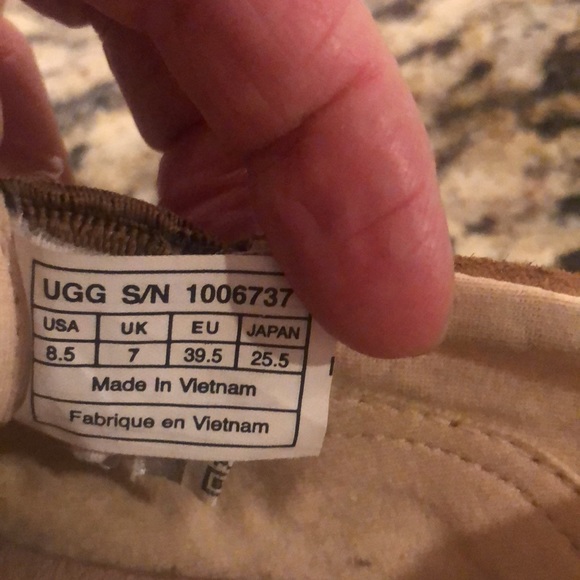 UGG S/N 1006737
USA UK EU JAPAN
8.5 7 39.5 25.5
Made In Vietnam
Fabrique en Vietnam